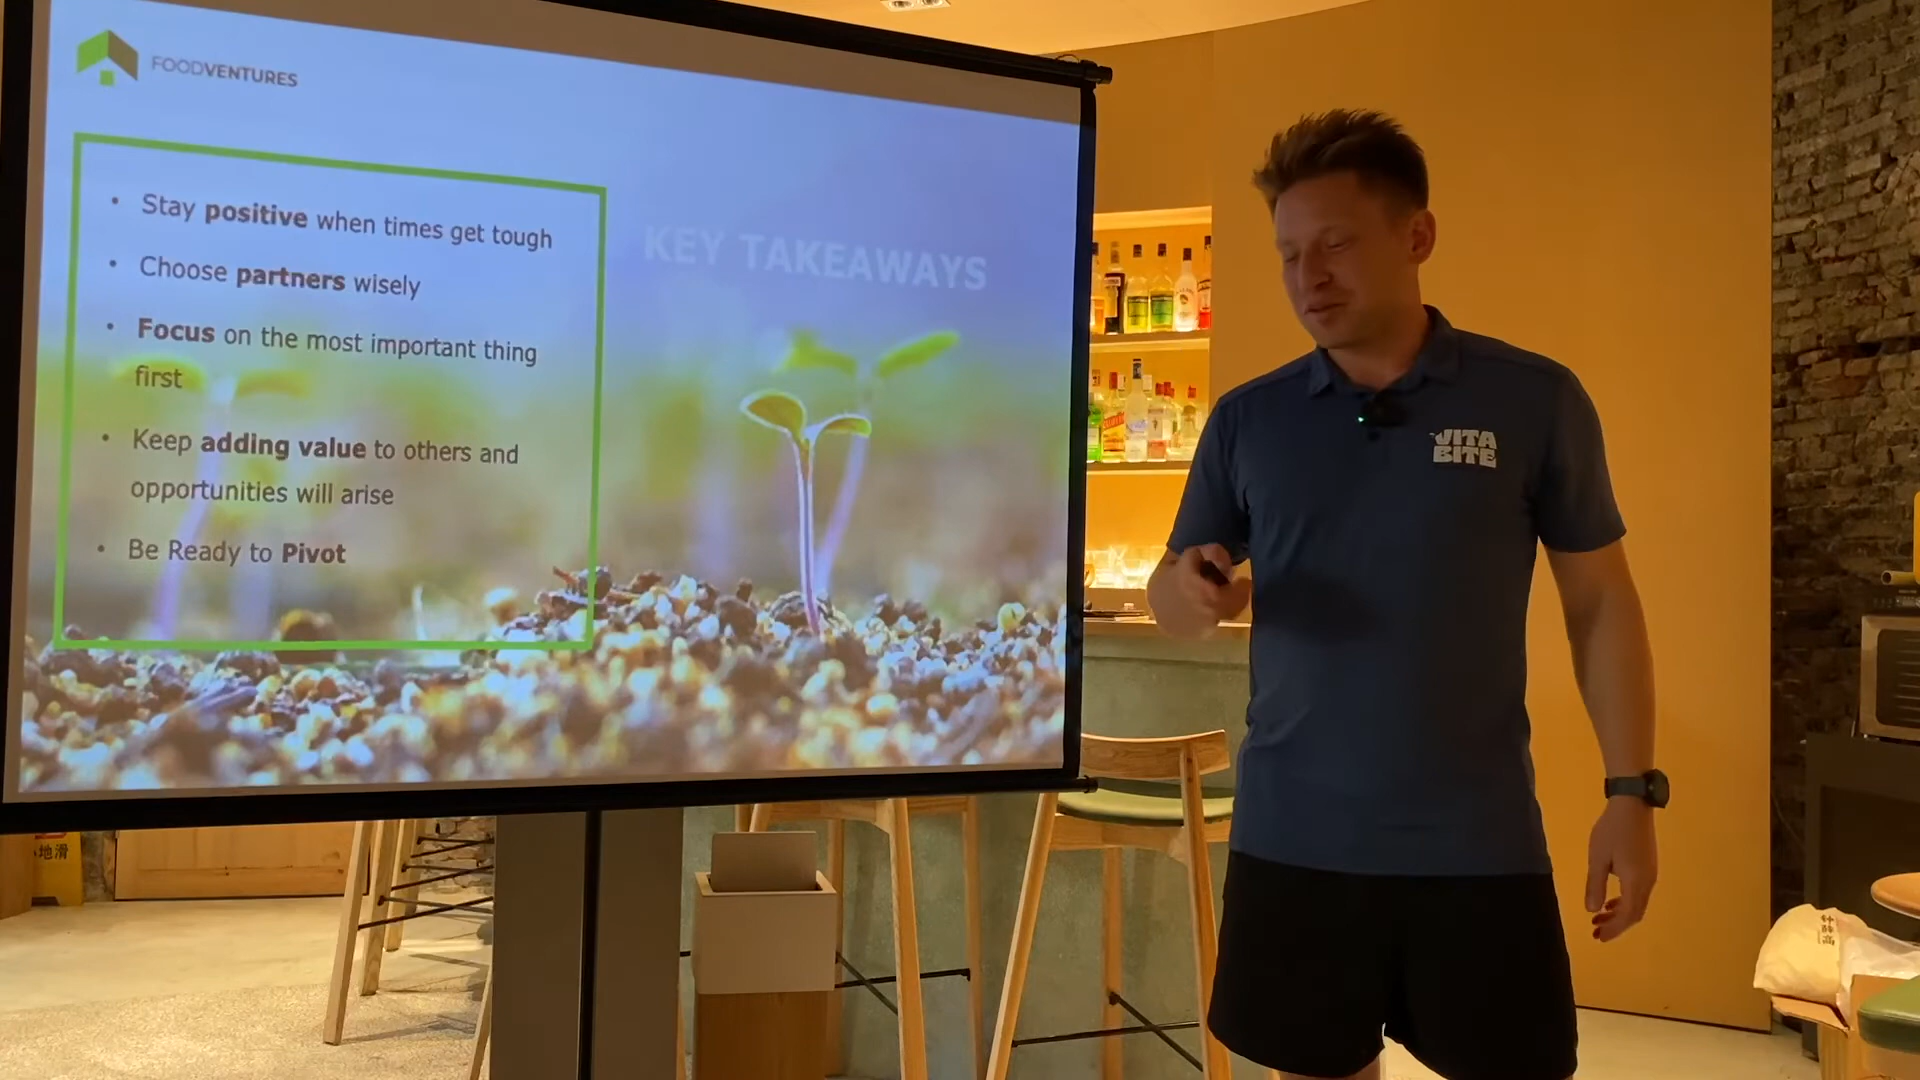 FOODVENTURES
• Stay positive when times get tough
• Choose partners wisely
• Focus on the most important thing
first
• Keep adding value to others and
opportunities will arise
• Be Ready to Pivot
KEY TAKEAWAYS
VITA
BITE
地滑